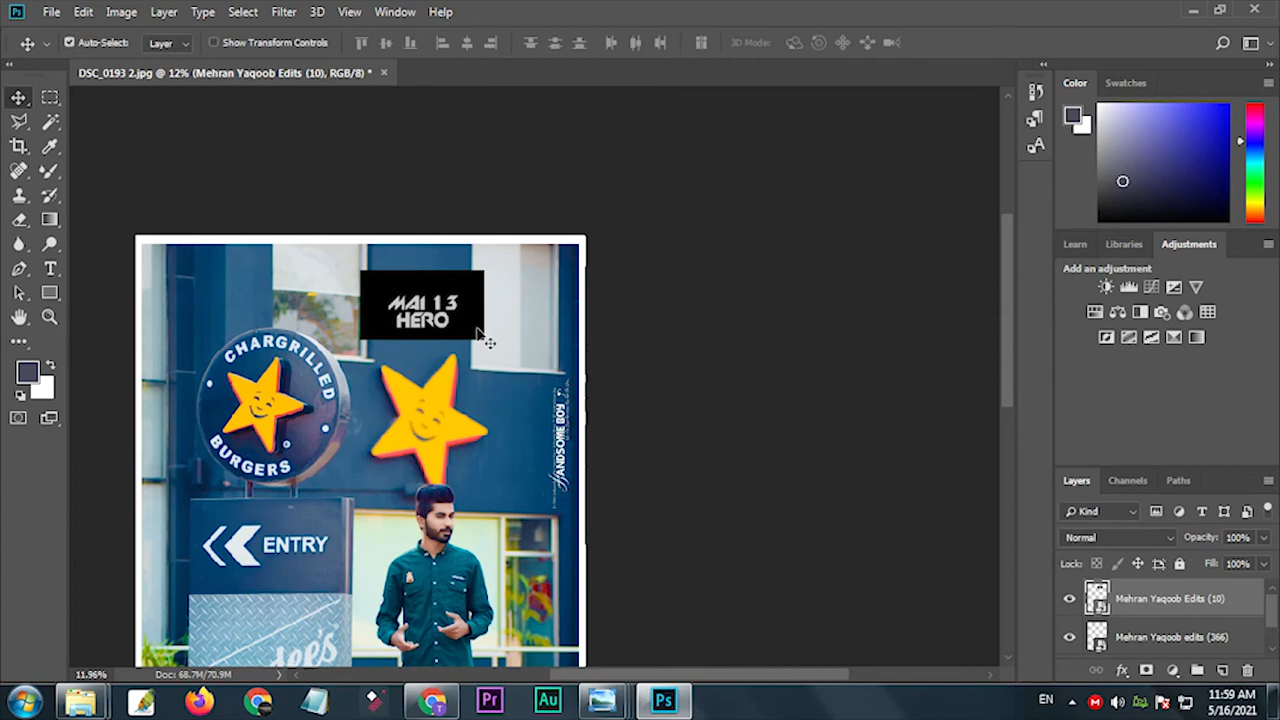 Ps File Edit Image Layer Type Select Filter 3D View Window Help
Auto-Select: Layer Show Transform Controls 3D Mode:
DSC_0193 2.jpg @ 12% (Mehran Yaqoob Edits (10), RGB/8) * ×
Color Swatches
Learn Libraries Adjustments
Add an adjustment
MAI 13
HERO
CHARGRILLED
BURGERS
HANDSOME BOY
ENTRY
Layers Channels Paths
Kind
Normal Opacity: 100%
Lock: Fill: 100%
Mehran Yaqoob Edits (10)
Mehran Yaqoob edits (366)
11.96% Doc: 68.7M/70.9M
Pr Au Ps EN 11:59 AM
5/16/2021